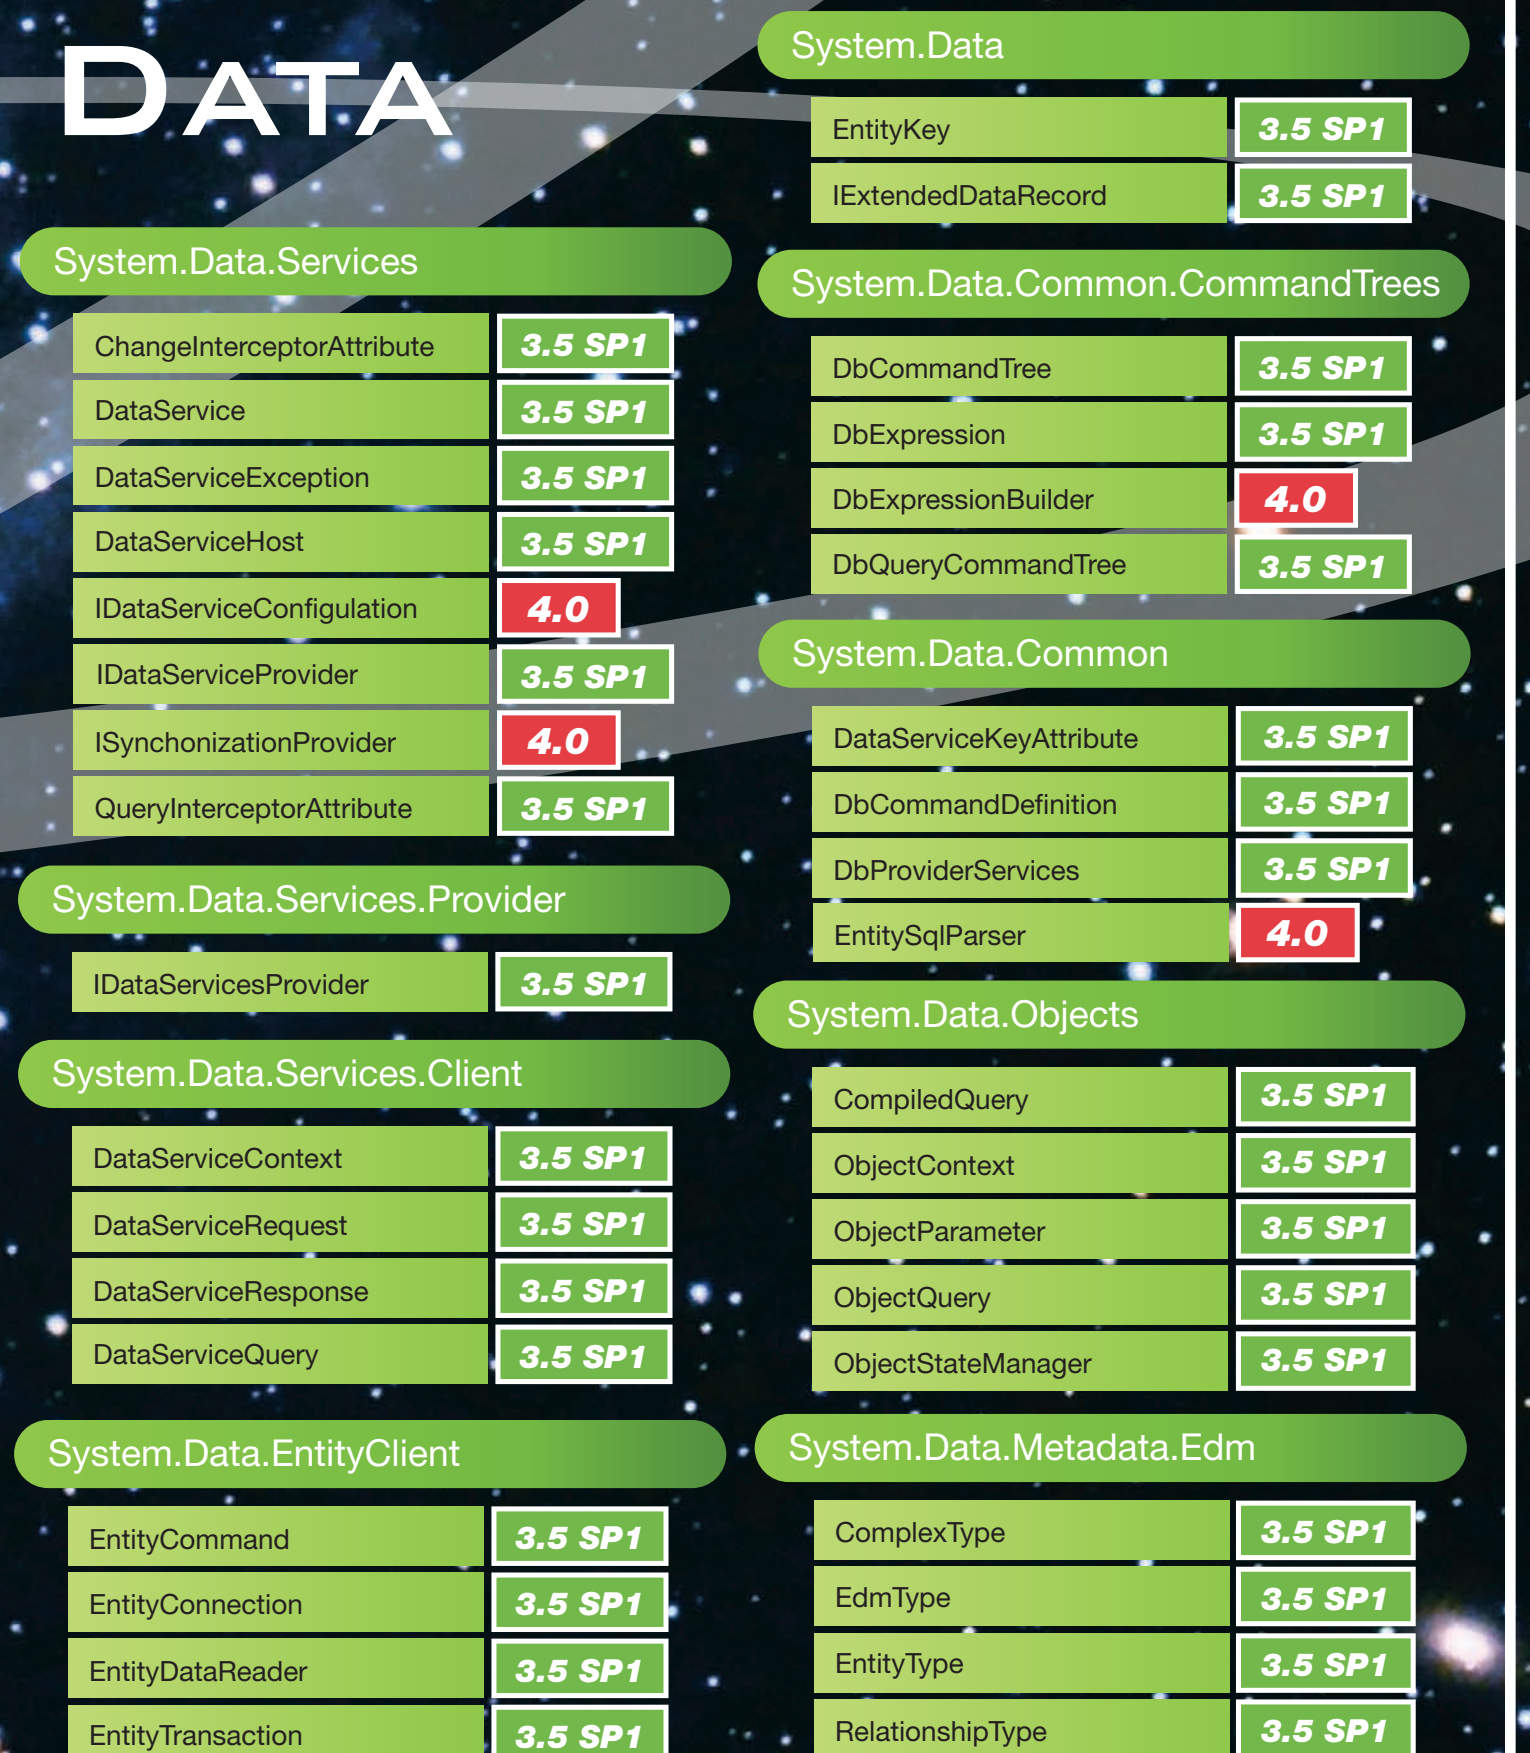 DATA
System.Data.Services
ChangeInterceptorAttribute 3.5 SP1
DataService 3.5 SP1
DataServiceException 3.5 SP1
DataServiceHost 3.5 SP1
IDataServiceConfigulation 4.0
IDataServiceProvider 3.5 SP1
ISynchonizationProvider 4.0
QueryInterceptorAttribute 3.5 SP1
System.Data.Services.Provider
IDataServicesProvider 3.5 SP1
System.Data.Services.Client
DataServiceContext 3.5 SP1
DataServiceRequest 3.5 SP1
DataServiceResponse 3.5 SP1
DataServiceQuery 3.5 SP1
System.Data.EntityClient
EntityCommand 3.5 SP1
EntityConnection 3.5 SP1
EntityDataReader 3.5 SP1
EntityTransaction 3.5 SP1
System.Data
EntityKey 3.5 SP1
IExtendedDataRecord 3.5 SP1
System.Data.Common.CommandTrees
DbCommandTree 3.5 SP1
DbExpression 3.5 SP1
DbExpressionBuilder 4.0
DbQueryCommandTree 3.5 SP1
System.Data.Common
DataServiceKeyAttribute 3.5 SP1
DbCommandDefinition 3.5 SP1
DbProviderServices 3.5 SP1
EntitySqlParser 4.0
System.Data.Objects
CompiledQuery 3.5 SP1
ObjectContext 3.5 SP1
ObjectParameter 3.5 SP1
ObjectQuery 3.5 SP1
ObjectStateManager 3.5 SP1
System.Data.Metadata.Edm
ComplexType 3.5 SP1
EdmType 3.5 SP1
EntityType 3.5 SP1
RelationshipType 3.5 SP1